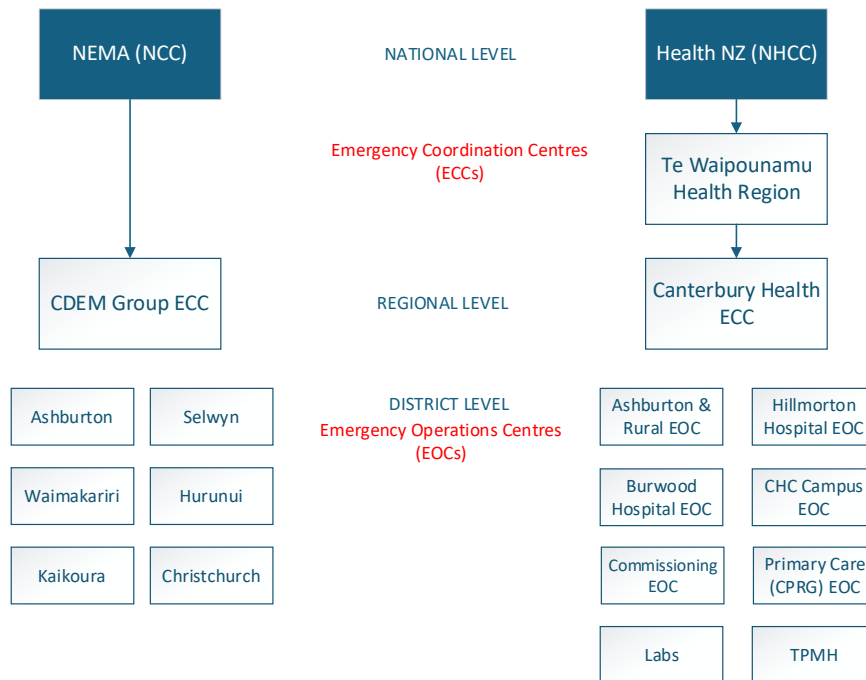 NEMA (NCC)
NATIONAL LEVEL
Health NZ (NHCC)
Emergency Coordination Centres
(ECCs)
Te Waipounamu
Health Region
CDEM Group ECC
REGIONAL LEVEL
Canterbury Health
ECC
Ashburton
Selwyn
DISTRICT LEVEL
Emergency Operations Centres
(EOCs)
Ashburton &
Rural EOC
Hillmorton
Hospital EOC
Waimakariri
Hurunui
Burwood
Hospital EOC
CHC Campus
EOC
Kaikoura
Christchurch
Commissioning
EOC
Primary Care
(CPRG) EOC
Labs
TPMH